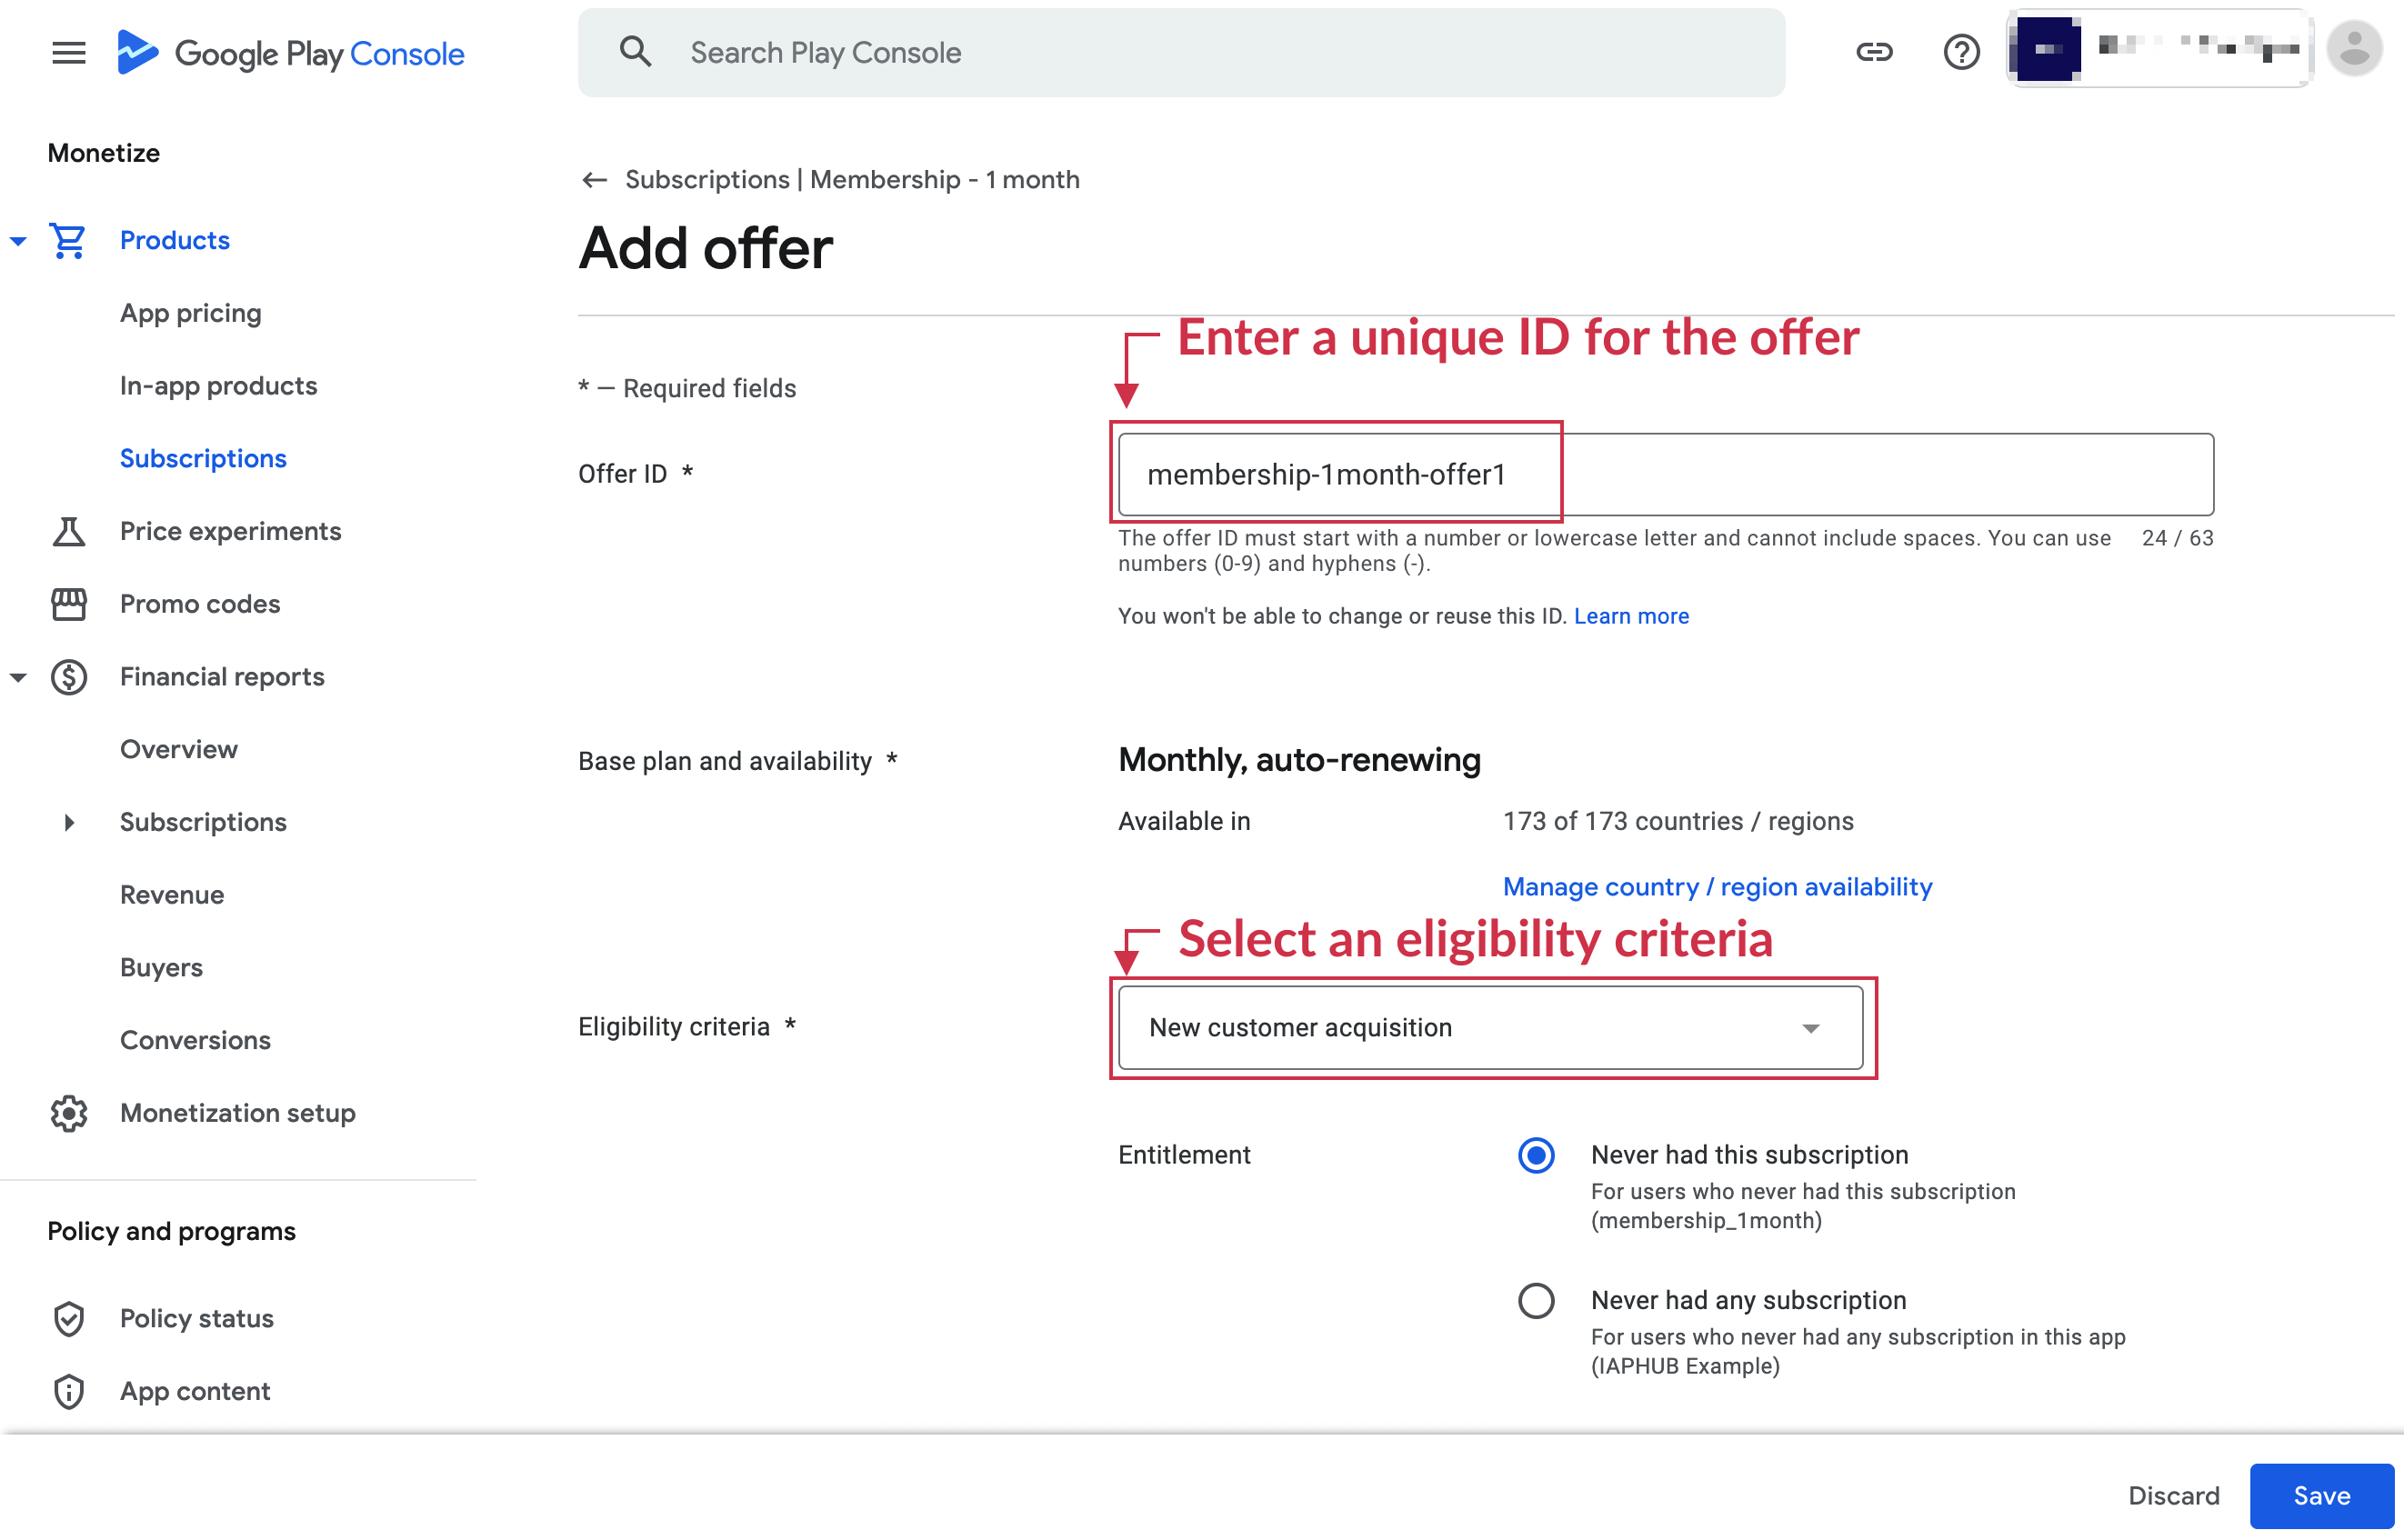 Google Play Console
Search Play Console
Monetize
Products
App pricing
In-app products
Subscriptions
Price experiments
Promo codes
Financial reports
Overview
Subscriptions
Revenue
Buyers
Conversions
Monetization setup
Policy and programs
Policy status
App content
Subscriptions | Membership - 1 month
Add offer
Enter a unique ID for the offer
* — Required fields
Offer ID *
membership-1month-offer1
The offer ID must start with a number or lowercase letter and cannot include spaces. You can use 24 / 63
numbers (0-9) and hyphens (-).
You won't be able to change or reuse this ID. Learn more
Base plan and availability *
Monthly, auto-renewing
Available in 173 of 173 countries / regions
Manage country / region availability
Select an eligibility criteria
Eligibility criteria *
New customer acquisition
Entitlement
Never had this subscription
For users who never had this subscription
(membership_1month)
Never had any subscription
For users who never had any subscription in this app
(IAPHUB Example)
Discard
Save